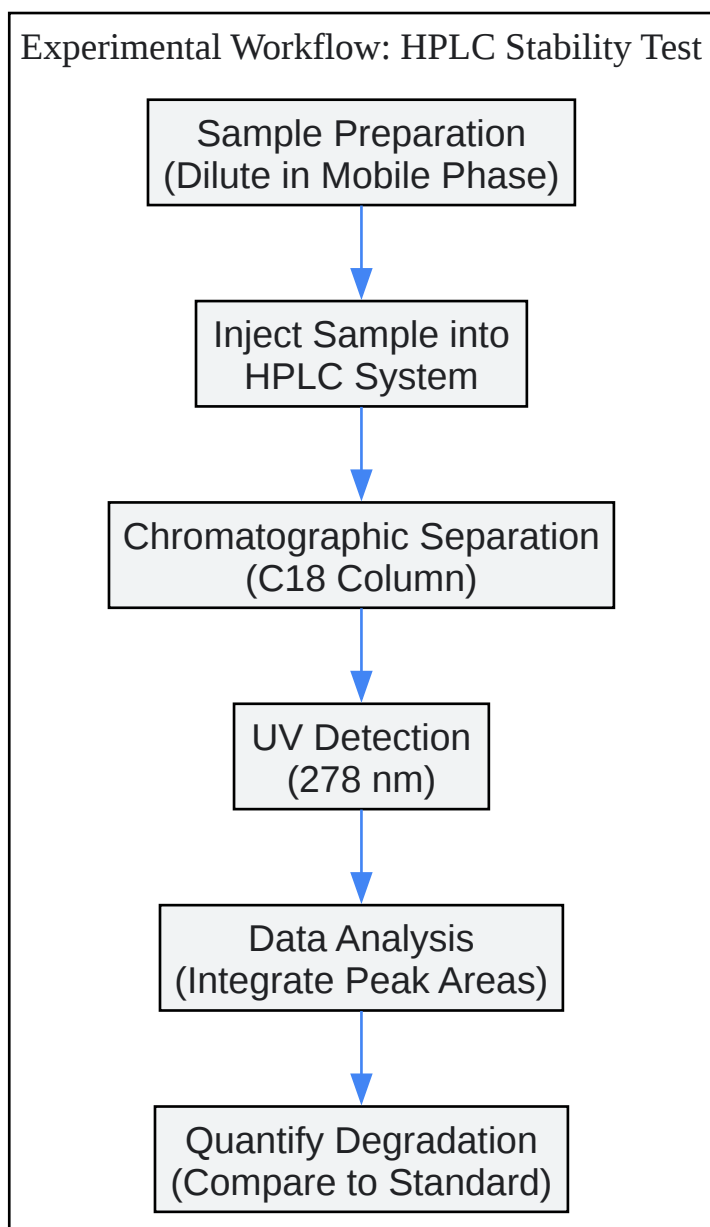 Experimental Workflow: HPLC Stability Test
Sample Preparation
(Dilute in Mobile Phase)
Inject Sample into
HPLC System
Chromatographic Separation
(C18 Column)
UV Detection
(278 nm)
Data Analysis
(Integrate Peak Areas)
Quantify Degradation
(Compare to Standard)